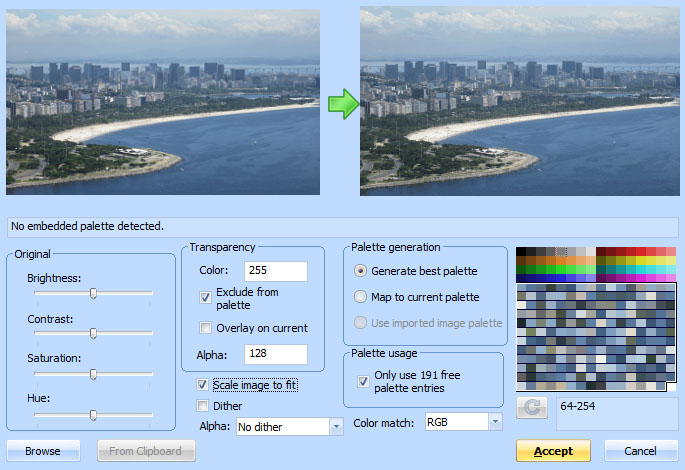 No embedded palette detected.
Original
Brightness:
Contrast:
Saturation:
Hue:
Transparency
Color: 255
Exclude from
palette
Overlay on current
Alpha: 128
Scale image to fit
Dither
Alpha: No dither
Palette generation
Generate best palette
Map to current palette
Use imported image palette
Palette usage
Only use 191 free
palette entries
Color match: RGB
64-254
Browse
From Clipboard
Accept
Cancel